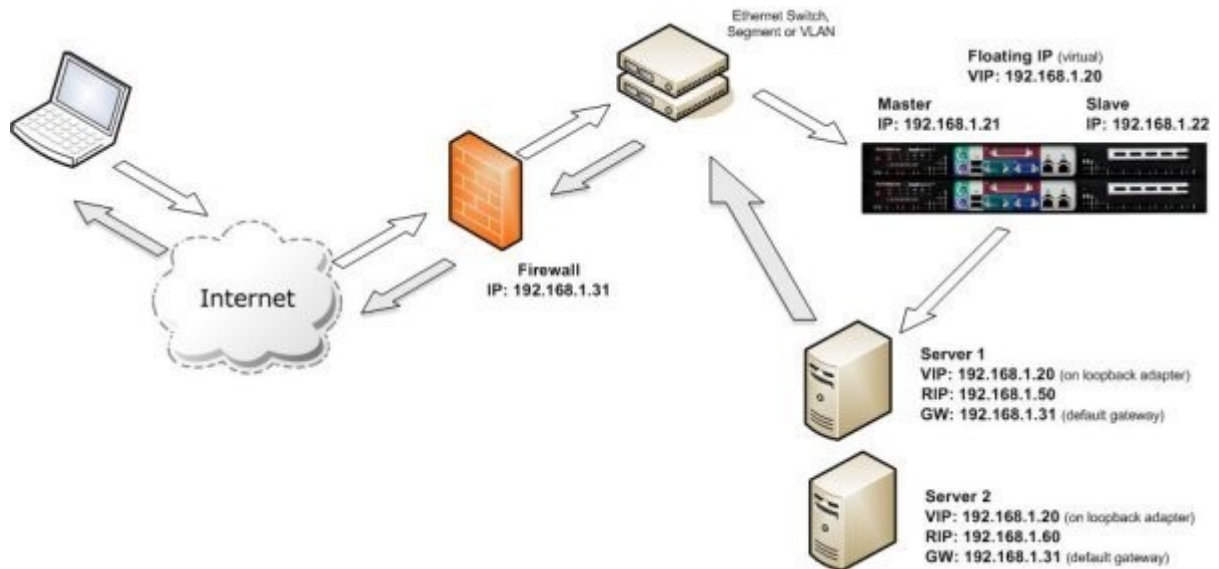 Ethernet Switch,
Segment or VLAN
Floating IP (virtual)
VIP: 192.168.1.20
Master
IP: 192.168.1.21
Slave
IP: 192.168.1.22
Firewall
IP: 192.168.1.31
Internet
Server 1
VIP: 192.168.1.20 (on loopback adapter)
RIP: 192.168.1.50
GW: 192.168.1.31 (default gateway)
Server 2
VIP: 192.168.1.20 (on loopback adapter)
RIP: 192.168.1.60
GW: 192.168.1.31 (default gateway)